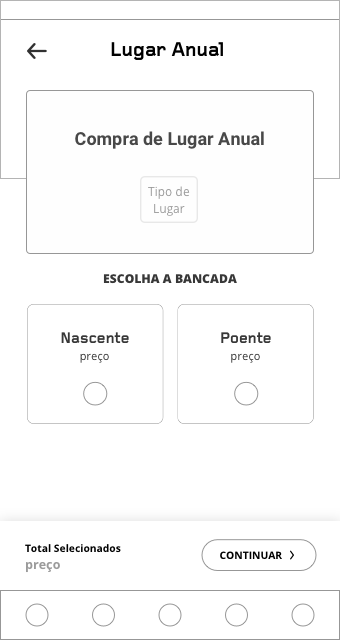 Lugar Anual
Compra de Lugar Anual
Tipo de
Lugar
ESCOLHA A BANCADA
Nascente
preço
Poente
preço
Total Selecionados
preço
CONTINUAR